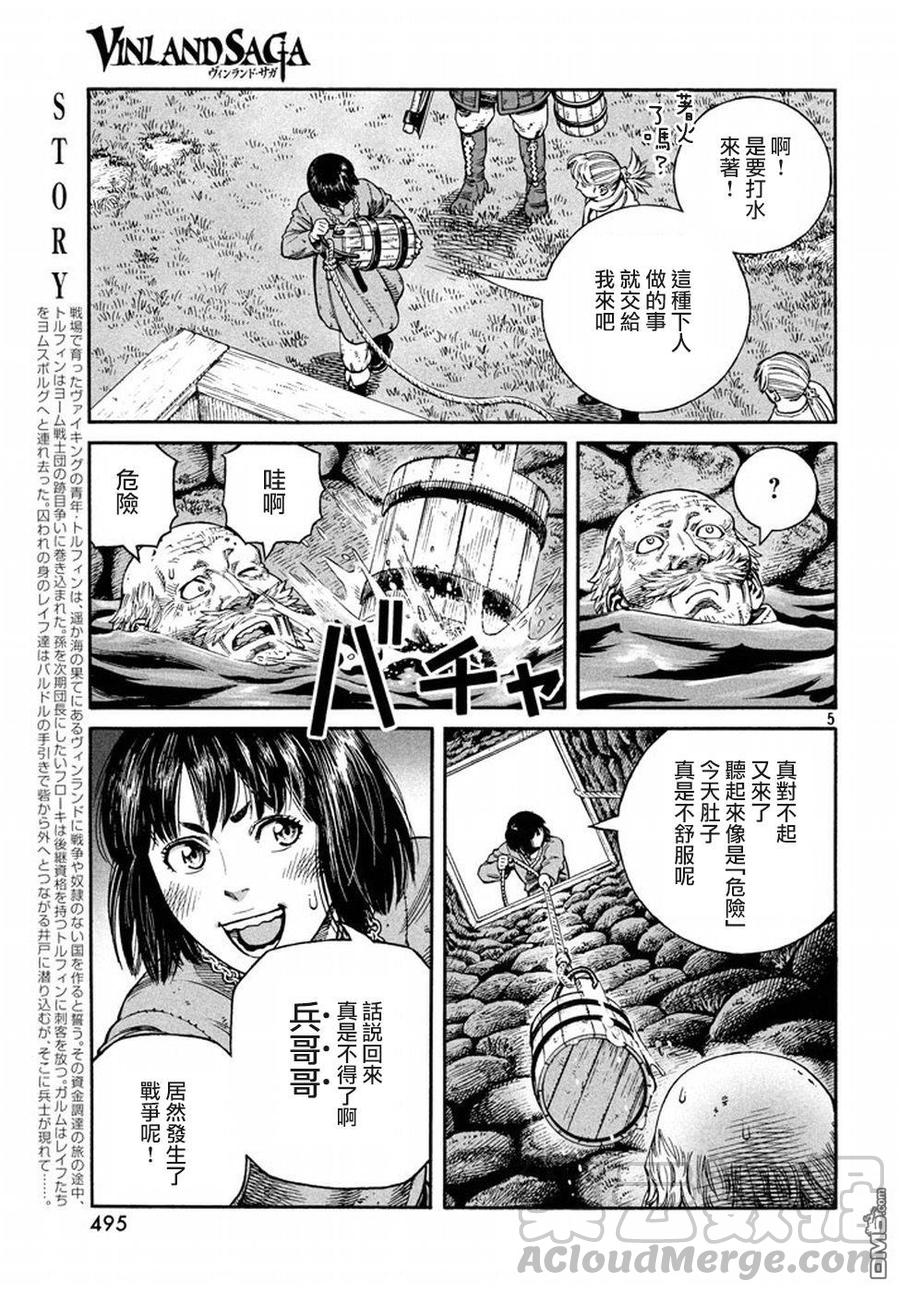 VINLAND SAGA
ヴィンランド・サガ
STORY
戦場で育ったヴァイキングの青年・トルフィンは、遥か海の果てにあるヴィンランドに戦争や奴隷のない国を作ると誓う。その資金調達の旅の途中、
トルフィンはヨーム戦士団の跡目争いに巻き込まれた。孫を次期団長にしたいフローキは後継資格を持つトルフィンに刺客を放つ。ガルムはレイフたち
をヨムスボルグへと連れ去った。囚われの身のレイフ達はバルドルの手引きで砦から外へとつながる井戸に潜り込むが、そこに兵士が現れて……。
啊！
是要打水
來著！
著火
了嗎？
這種下人
做的事
就交給
我來吧
？
哇啊
危險
バチャ
5
真對不起
又來了
聽起來像是「危險」
今天肚子
真是不舒服呢
話說回來
真是不得了啊
兵哥哥
居然發生了
戰爭呢！
495
ACloudMerge.com